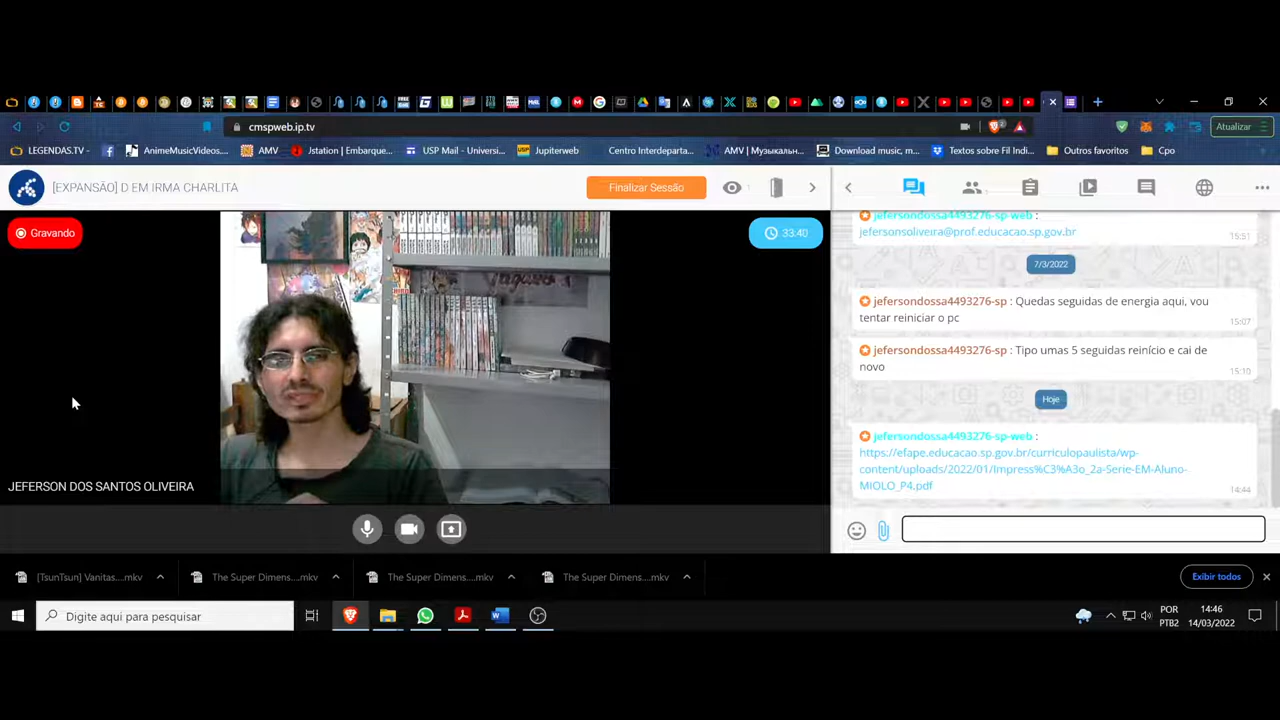 cmspweb.ip.tv
Atualizar
LEGENDAS.TV -
AnimeMusicVideos...
AMV
Jstation | Embarque...
USP Mail - Universi...
Jupiterweb
Centro Interdeparta...
AMV | Музыкальн...
Download music, m...
Textos sobre Fil Indi...
Outros favoritos
Cpo
[EXPANSÃO] D EM IRMA CHARLITA
Finalizar Sessão
Gravando
33:40
JEFERSON DOS SANTOS OLIVEIRA
jefersondossa4493276-sp-web :
jefersonsoliveira@prof.educacao.sp.gov.br
15:51
7/3/2022
jefersondossa4493276-sp : Quedas seguidas de energia aqui, vou
tentar reiniciar o pc
15:07
jefersondossa4493276-sp : Tipo umas 5 seguidas reinício e cai de
novo
15:10
Hoje
jefersondossa4493276-sp-web :
https://efape.educacao.sp.gov.br/curriculopaulista/wp-
content/uploads/2022/01/Impress%C3%A3o_2a-Serie-EM-Aluno-
MIOLO_P4.pdf
14:44
[TsunTsun] Vanitas....mkv
The Super Dimens....mkv
The Super Dimens....mkv
The Super Dimens....mkv
Exibir todos
Digite aqui para pesquisar
POR
PTB2
14:46
14/03/2022